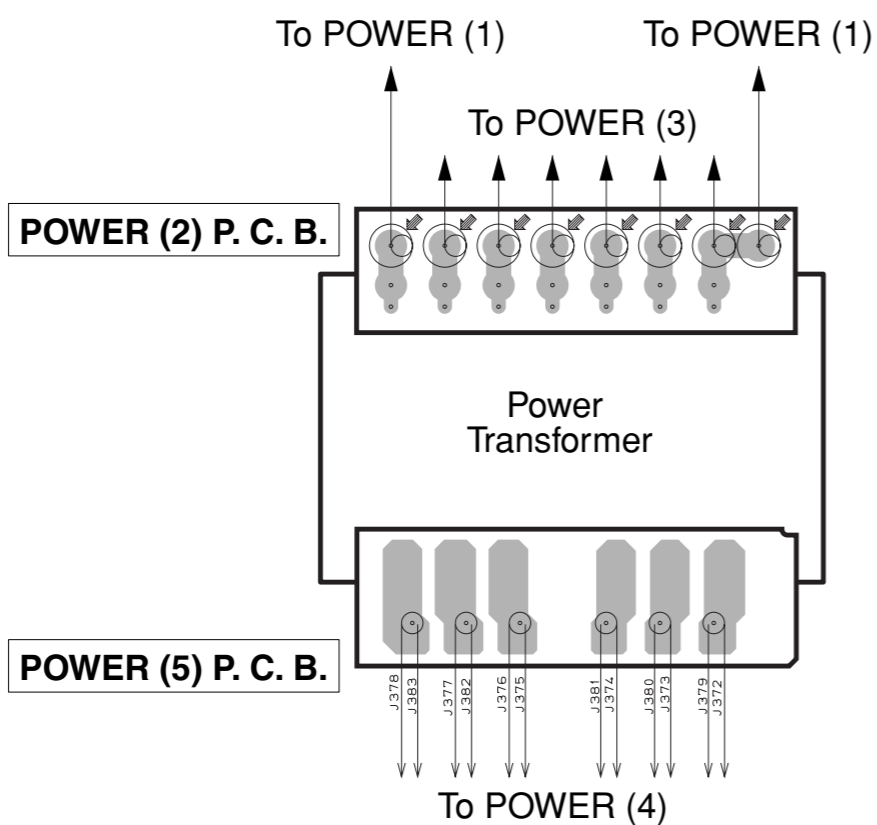 To POWER (1) To POWER (1)
To POWER (3)
POWER (2) P. C. B.
Power
Transformer
POWER (5) P. C. B.
J378 J383 J377 J382 J376 J375 J381 J374 J380 J373 J379 J372
To POWER (4)